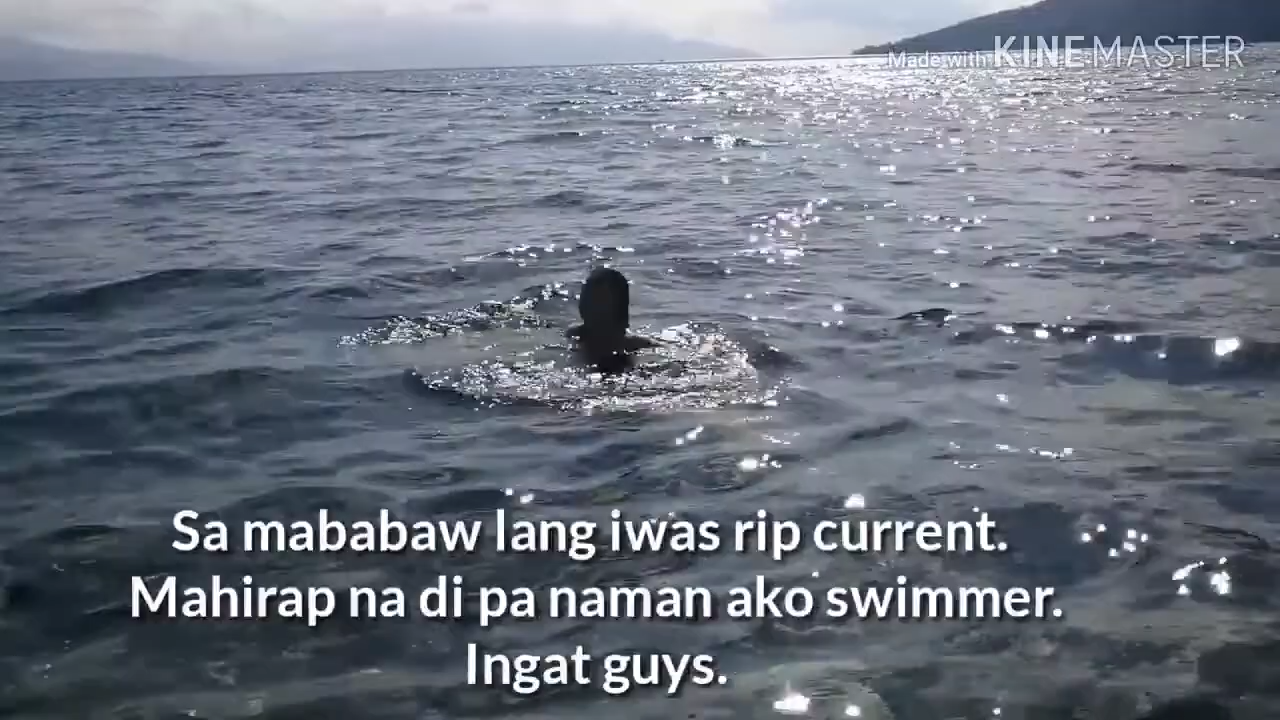 Made with KINEMASTER
Sa mababaw lang iwas rip current.
Mahirap na di pa naman ako swimmer.
Ingat guys.